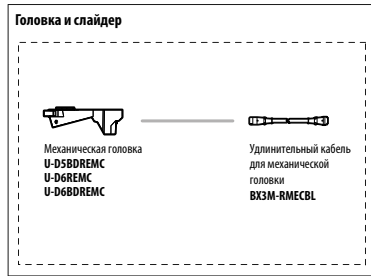 Головка и слайдер
Механическая головка
U-D5BDREMC
U-D6REMC
U-D6BDREMC
Удлинительный кабель
для механической
головки
BX3M-RMECBL